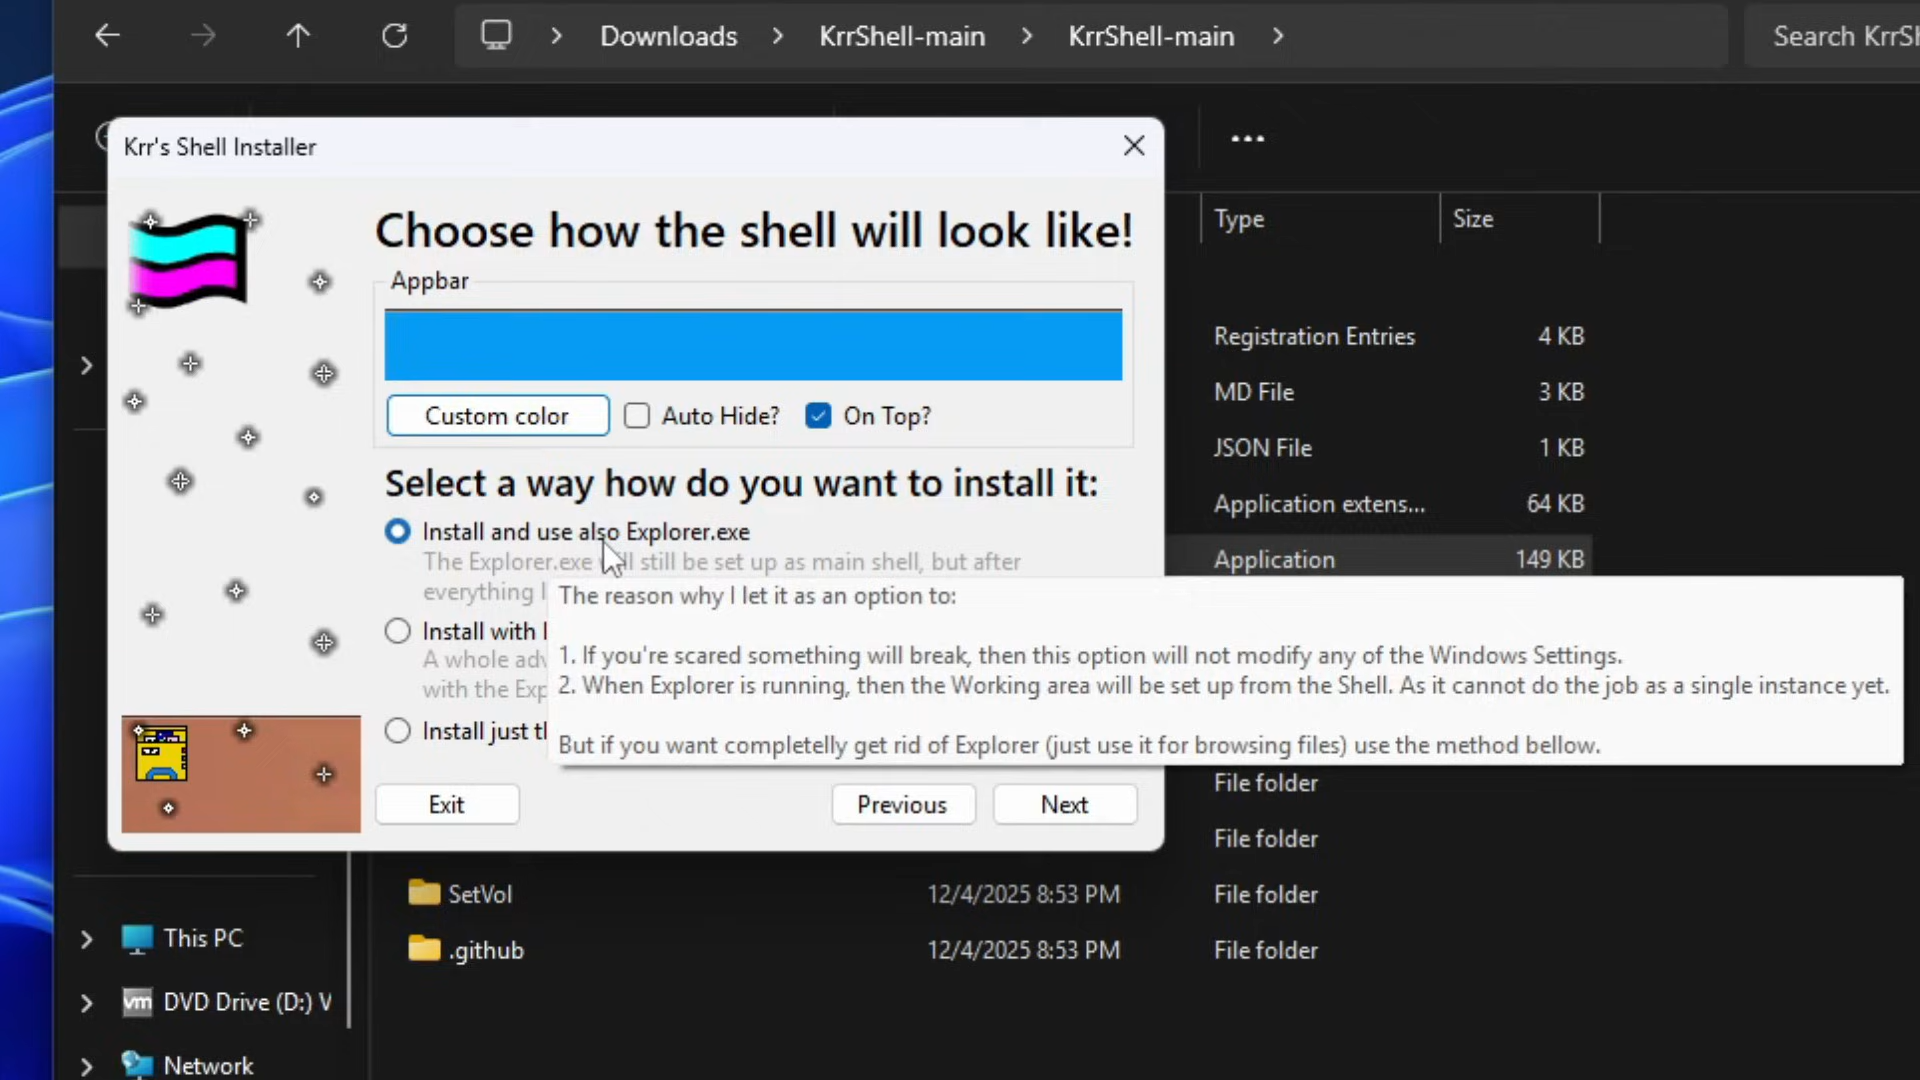 Downloads
KrrShell-main
KrrShell-main
Search KrrSh
Krr's Shell Installer
Choose how the shell will look like!
Appbar
Custom color
Auto Hide?
On Top?
Select a way how do you want to install it:
Install and use also Explorer.exe
The Explorer.exe will still be set up as main shell, but after
everything l
The reason why I let it as an option to:
Install with
1. If you're scared something will break, then this option will not modify any of the Windows Settings.
A whole adv
2. When Explorer is running, then the Working area will be set up from the Shell. As it cannot do the job as a single instance yet.
with the Exp
Install just th
But if you want completelly get rid of Explorer (just use it for browsing files) use the method bellow.
Exit
Previous
Next
Type
Size
Registration Entries
4 KB
MD File
3 KB
JSON File
1 KB
Application extens...
64 KB
Application
149 KB
File folder
File folder
SetVol
12/4/2025 8:53 PM
File folder
.github
12/4/2025 8:53 PM
File folder
This PC
vm
DVD Drive (D:) V
Network